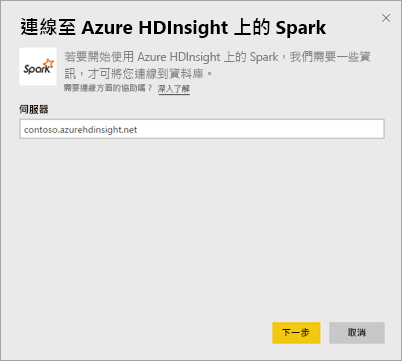 連線至 Azure HDInsight 上的 Spark
Spark
若要開始使用 Azure HDInsight 上的 Spark，我們需要一些資
訊，才可將您連線到資料庫。
需要連線方面的協助嗎？ 深入了解
伺服器
contoso.azurehdinsight.net
下一步 取消